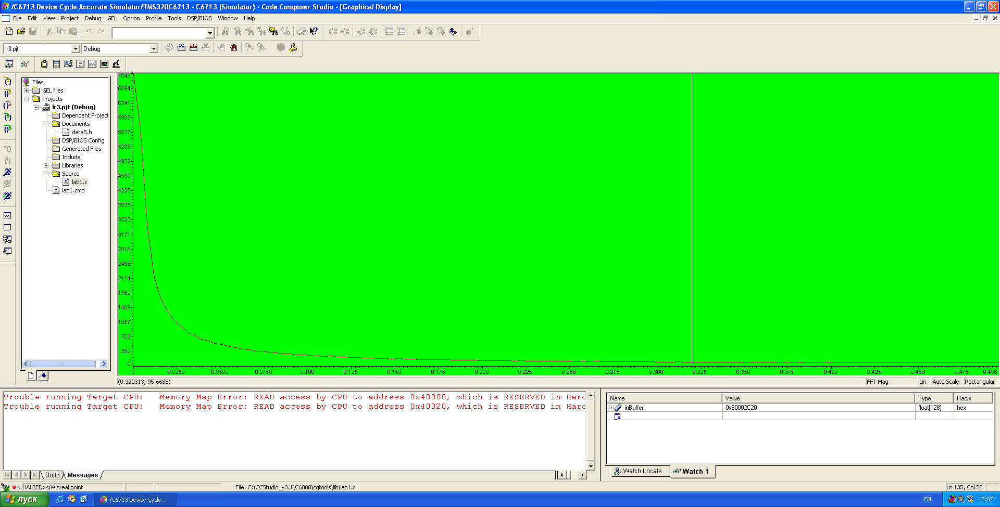 /C6713 Device Cycle Accurate Simulator/TMS320C6713 - C6713 (Simulator) - Code Composer Studio - [Graphical Display]
File Edit View Project Debug GEL Option Profile Tools DSP/BIOS Window Help
lr3.pjt Debug
Files
GEL files
Projects
lr3.pjt (Debug)
Dependent Project
Documents
data5.h
DSP/BIOS Config
Generated Files
Include
Libraries
Source
lab1.c
lab1.cmd
7046
6694
6341
5989
5637
5285
4932
4580
4228
3875
3523
3171
2818
2466
2114
1762
1409
1057
705
352
0
0 0.0250 0.0500 0.0750 0.100 0.125 0.150 0.175 0.200 0.225 0.250 0.275 0.300 0.325 0.350 0.375 0.400 0.425 0.450 0.475 0.496
(0.320313, 95.6685) FFT Mag Lin Auto Scale Rectangular
Trouble running Target CPU: Memory Map Error: READ access by CPU to address 0x40000, which is RESERVED in Hard
Trouble running Target CPU: Memory Map Error: READ access by CPU to address 0x40020, which is RESERVED in Hard
Build Messages
Name Value Type Radix
inBuffer 0x80002C20 float[128] hex
Watch Locals Watch 1
HALTED: s/w breakpoint File: C:\CCStudio_v3.1\C6000\cgtools\lib\lab1.c Ln 135, Col 52
пуск /C6713 Device Cycle ... EN 18:07